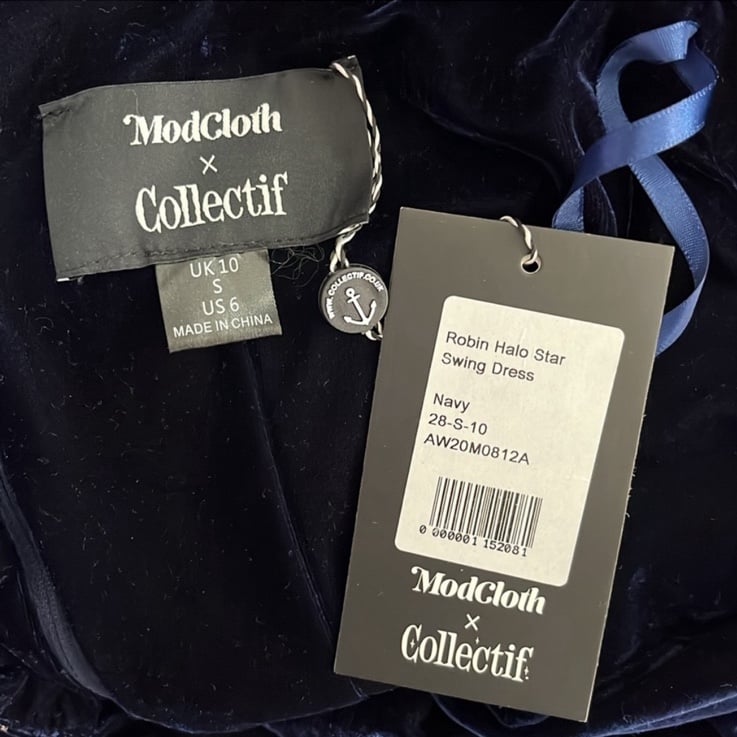 ModCloth
×
Collectif
UK 10
S
US 6
MADE IN CHINA
WWW.COLLECTIF.CO.UK
Robin Halo Star
Swing Dress
Navy
28-S-10
AW20M0812A
0 000001 152081
ModCloth
×
Collectif